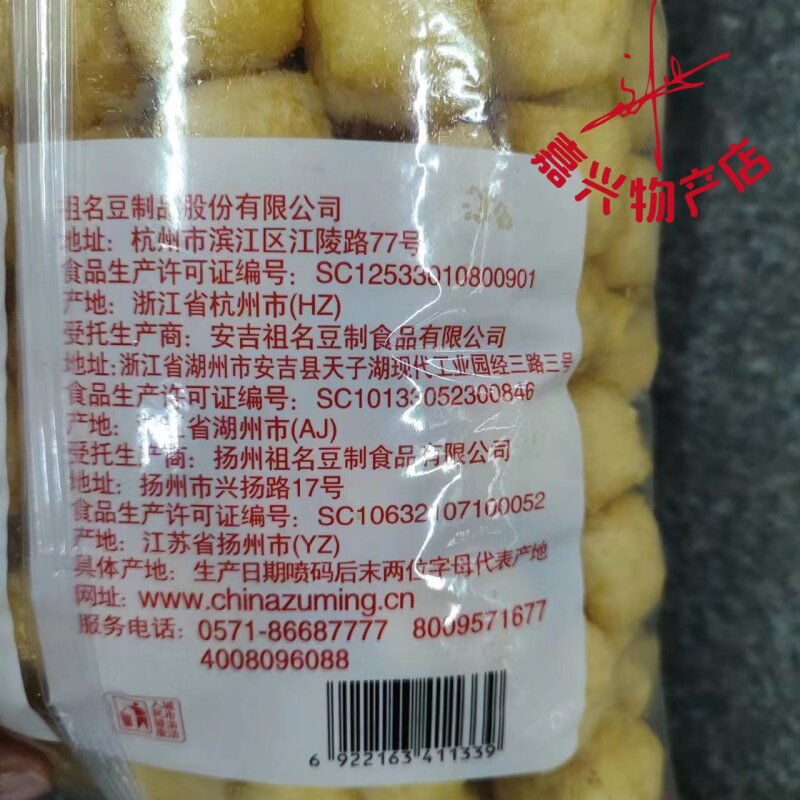 嘉兴物产店
祖名豆制品股份有限公司
地址：杭州市滨江区江陵路77号
食品生产许可证编号：SC12533010800901
产地：浙江省杭州市(HZ)
受托生产商：安吉祖名豆制食品有限公司
地址:浙江省湖州市安吉县天子湖现代工业园经三路三号
食品生产许可证编号：SC10133052300846
产地：江省湖州市(AJ)
受托生产商：扬州祖名豆制食品有限公司
地址：扬州市兴扬路17号
食品生产许可证编号：SC10632107100052
产地：江苏省扬州市(YZ)
具体产地：生产日期喷码后末两位字母代表产地
网址：www.chinazuming.cn
服务电话：0571-86687777 8009571677
4008096088
6 922163 411339